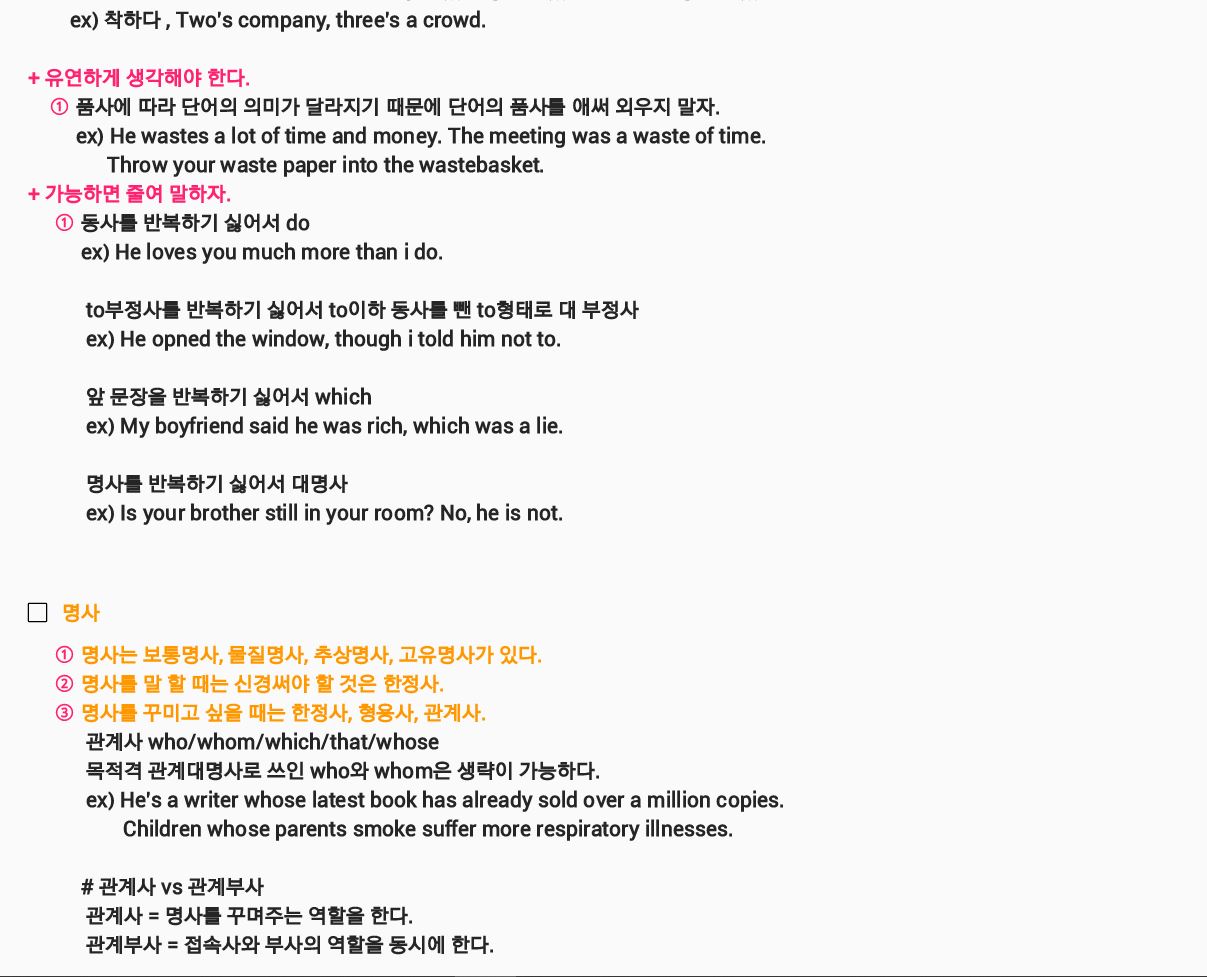 ex) 착하다 , Two's company, three's a crowd.
+ 유연하게 생각해야 한다.
① 품사에 따라 단어의 의미가 달라지기 때문에 단어의 품사를 애써 외우지 말자.
ex) He wastes a lot of time and money. The meeting was a waste of time.
Throw your waste paper into the wastebasket.
+ 가능하면 줄여 말하자.
① 동사를 반복하기 싫어서 do
ex) He loves you much more than i do.
to부정사를 반복하기 싫어서 to이하 동사를 뺀 to형태로 대 부정사
ex) He opned the window, though i told him not to.
앞 문장을 반복하기 싫어서 which
ex) My boyfriend said he was rich, which was a lie.
명사를 반복하기 싫어서 대명사
ex) Is your brother still in your room? No, he is not.
명사
① 명사는 보통명사, 물질명사, 추상명사, 고유명사가 있다.
② 명사를 말 할 때는 신경써야 할 것은 한정사.
③ 명사를 꾸미고 싶을 때는 한정사, 형용사, 관계사.
관계사 who/whom/which/that/whose
목적격 관계대명사로 쓰인 who와 whom은 생략이 가능하다.
ex) He's a writer whose latest book has already sold over a million copies.
Children whose parents smoke suffer more respiratory illnesses.
# 관계사 vs 관계부사
관계사 = 명사를 꾸며주는 역할을 한다.
관계부사 = 접속사와 부사의 역할을 동시에 한다.